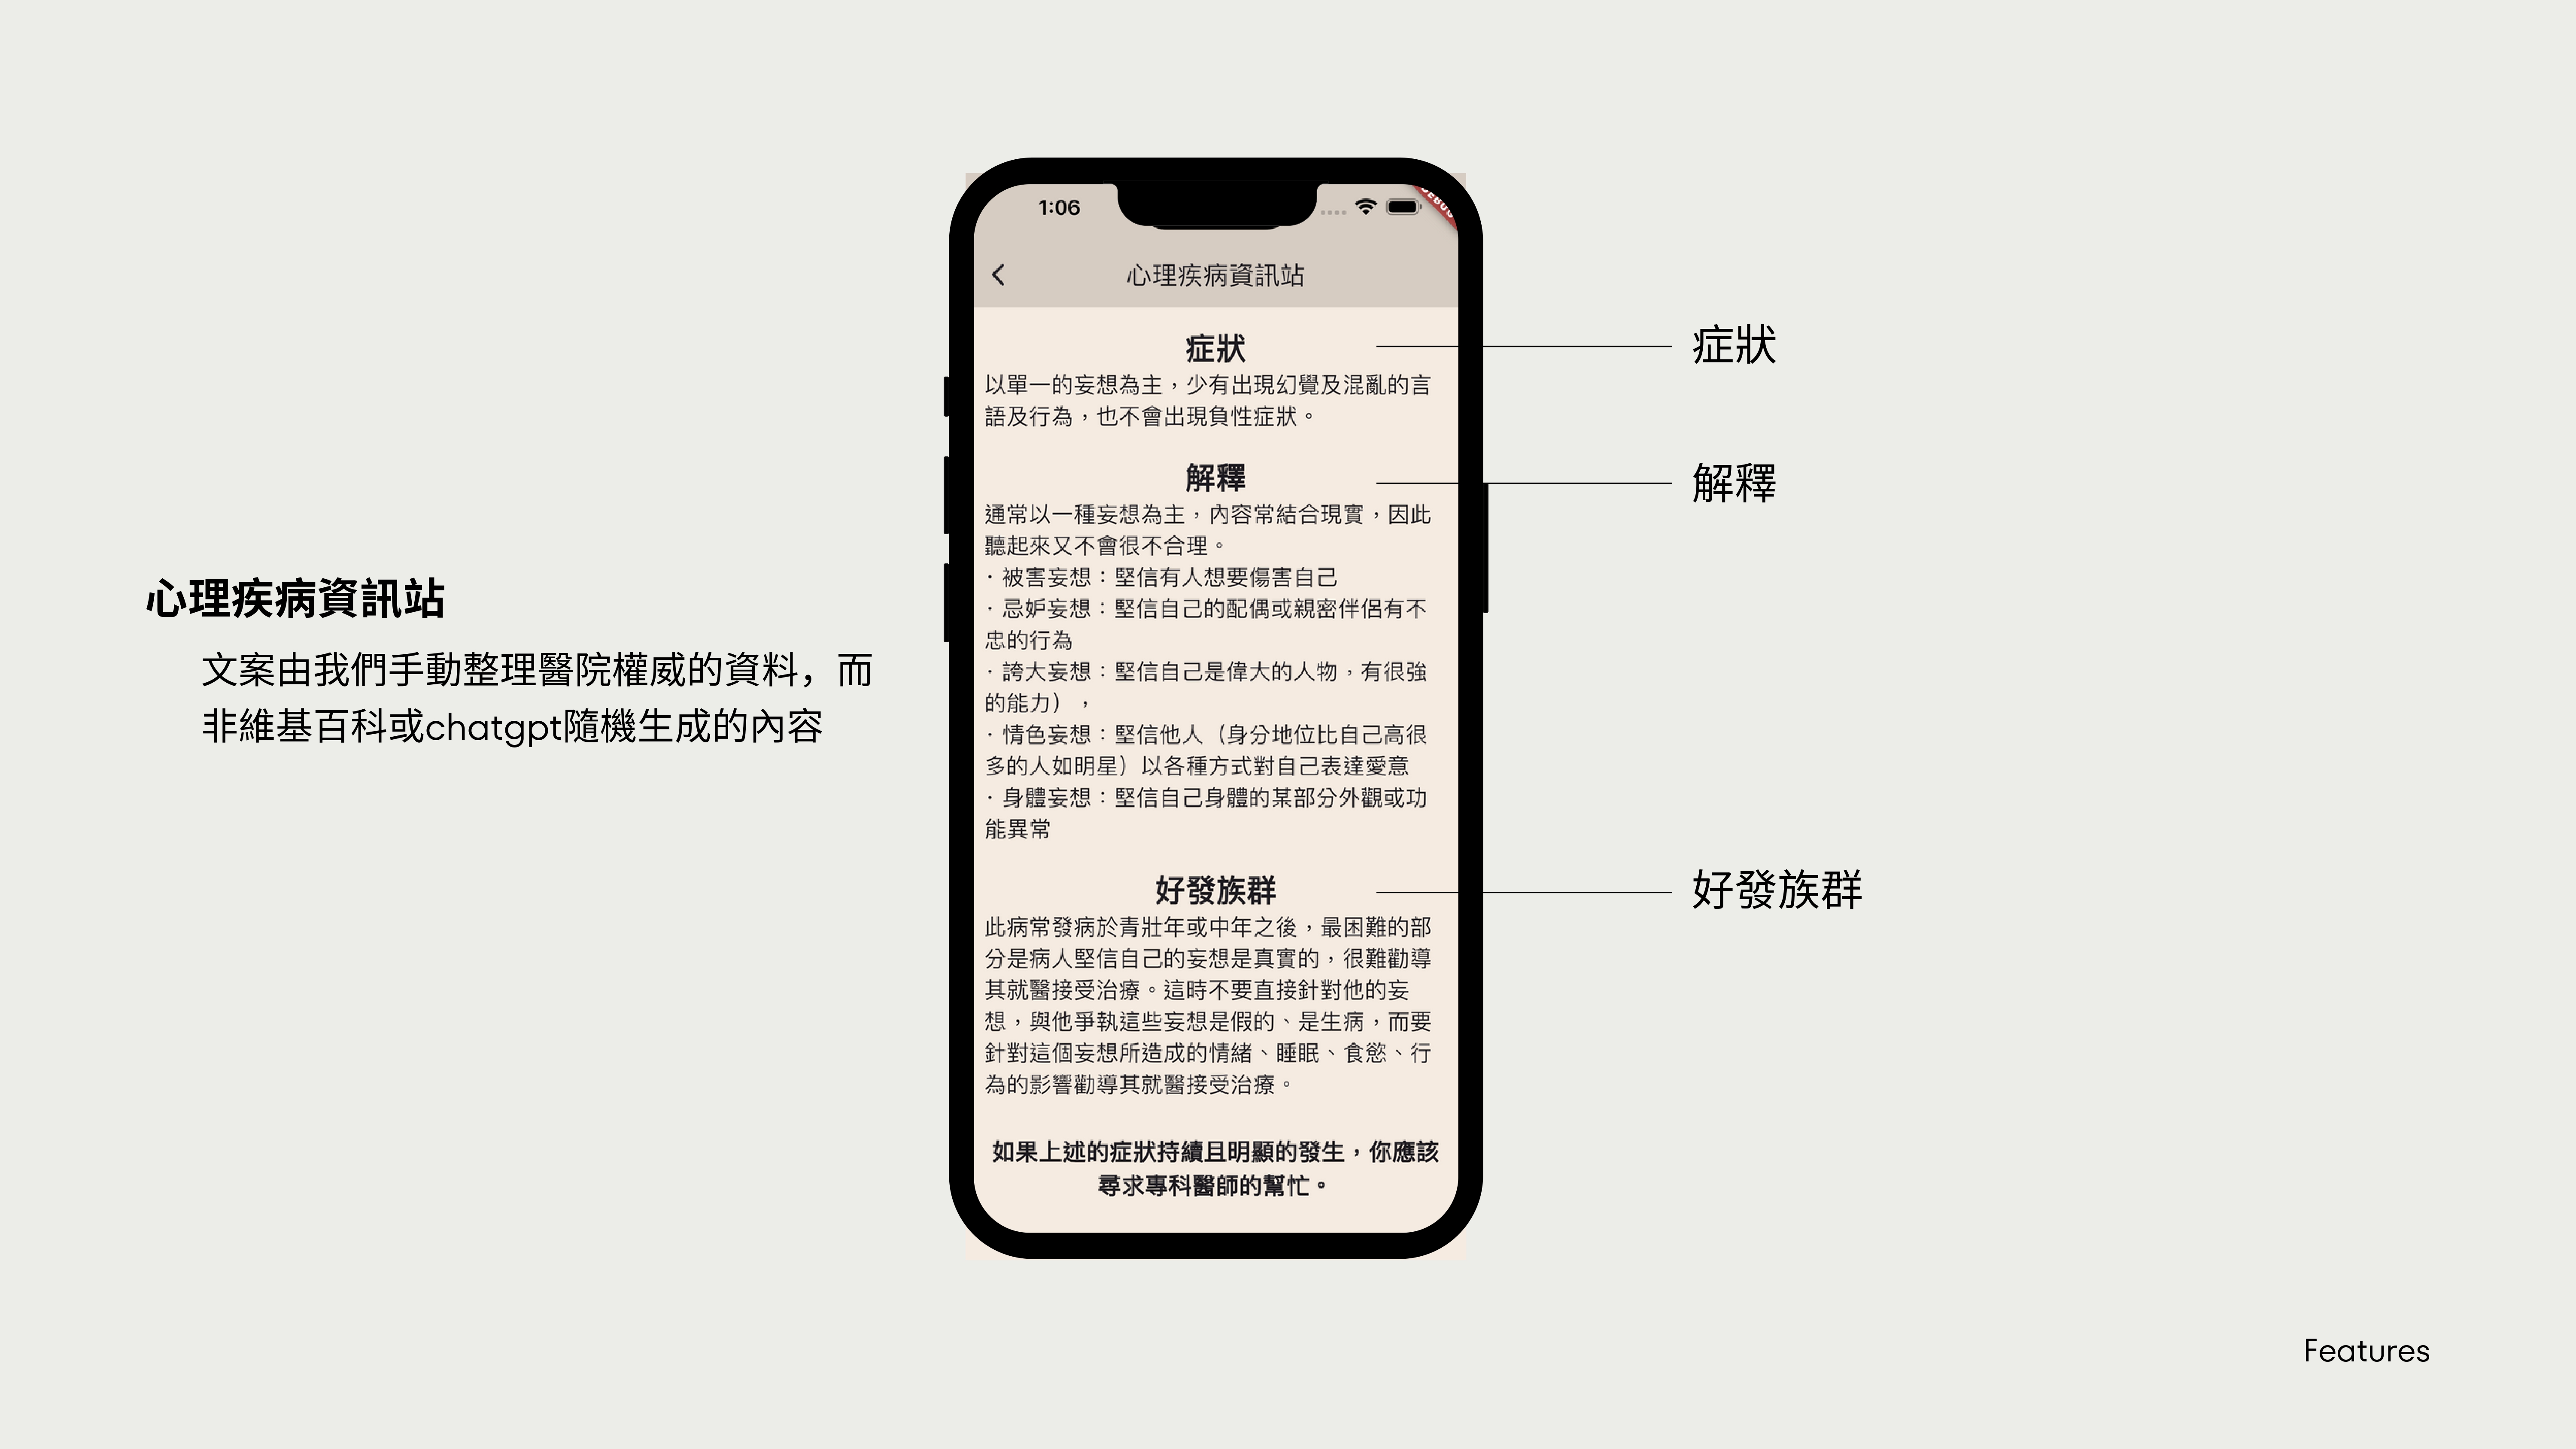 心理疾病資訊站
文案由我們手動整理醫院權威的資料，而
非維基百科或chatgpt隨機生成的內容
1:06
心理疾病資訊站
症狀
以單一的妄想為主，少有出現幻覺及混亂的言
語及行為，也不會出現負性症狀。
解釋
通常以一種妄想為主，內容常結合現實，因此
聽起來又不會很不合理。
· 被害妄想：堅信有人想要傷害自己
· 忌妒妄想：堅信自己的配偶或親密伴侶有不
忠的行為
· 誇大妄想：堅信自己是偉大的人物，有很強
的能力），
· 情色妄想：堅信他人（身分地位比自己高很
多的人如明星）以各種方式對自己表達愛意
· 身體妄想：堅信自己身體的某部分外觀或功
能異常
好發族群
此病常發病於青壯年或中年之後，最困難的部
分是病人堅信自己的妄想是真實的，很難勸導
其就醫接受治療。這時不要直接針對他的妄
想，與他爭執這些妄想是假的、是生病，而要
針對這個妄想所造成的情緒、睡眠、食慾、行
為的影響勸導其就醫接受治療。
如果上述的症狀持續且明顯的發生，你應該
尋求專科醫師的幫忙。
症狀
解釋
好發族群
Features